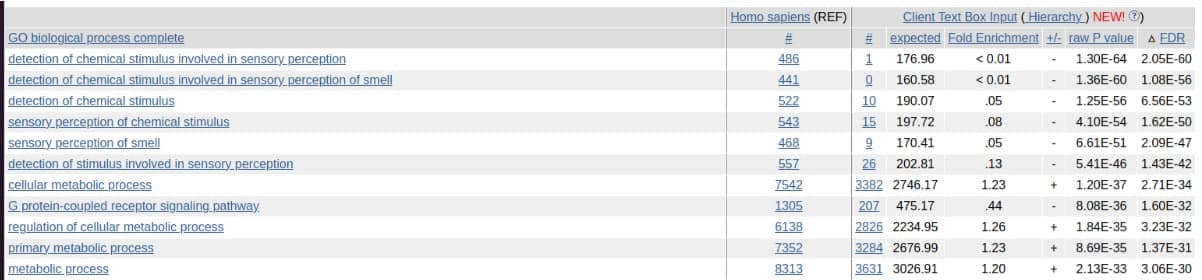 Homo sapiens (REF) Client Text Box Input ( Hierarchy ) NEW! ?)
GO biological process complete # # expected Fold Enrichment +/- raw P value △ FDR
detection of chemical stimulus involved in sensory perception 486 1 176.96 < 0.01 - 1.30E-64 2.05E-60
detection of chemical stimulus involved in sensory perception of smell 441 0 160.58 < 0.01 - 1.36E-60 1.08E-56
detection of chemical stimulus 522 10 190.07 .05 - 1.25E-56 6.56E-53
sensory perception of chemical stimulus 543 15 197.72 .08 - 4.10E-54 1.62E-50
sensory perception of smell 468 9 170.41 .05 - 6.61E-51 2.09E-47
detection of stimulus involved in sensory perception 557 26 202.81 .13 - 5.41E-46 1.43E-42
cellular metabolic process 7542 3382 2746.17 1.23 + 1.20E-37 2.71E-34
G protein-coupled receptor signaling pathway 1305 207 475.17 .44 - 8.08E-36 1.60E-32
regulation of cellular metabolic process 6138 2826 2234.95 1.26 + 1.84E-35 3.23E-32
primary metabolic process 7352 3284 2676.99 1.23 + 8.69E-35 1.37E-31
metabolic process 8313 3631 3026.91 1.20 + 2.13E-33 3.06E-30